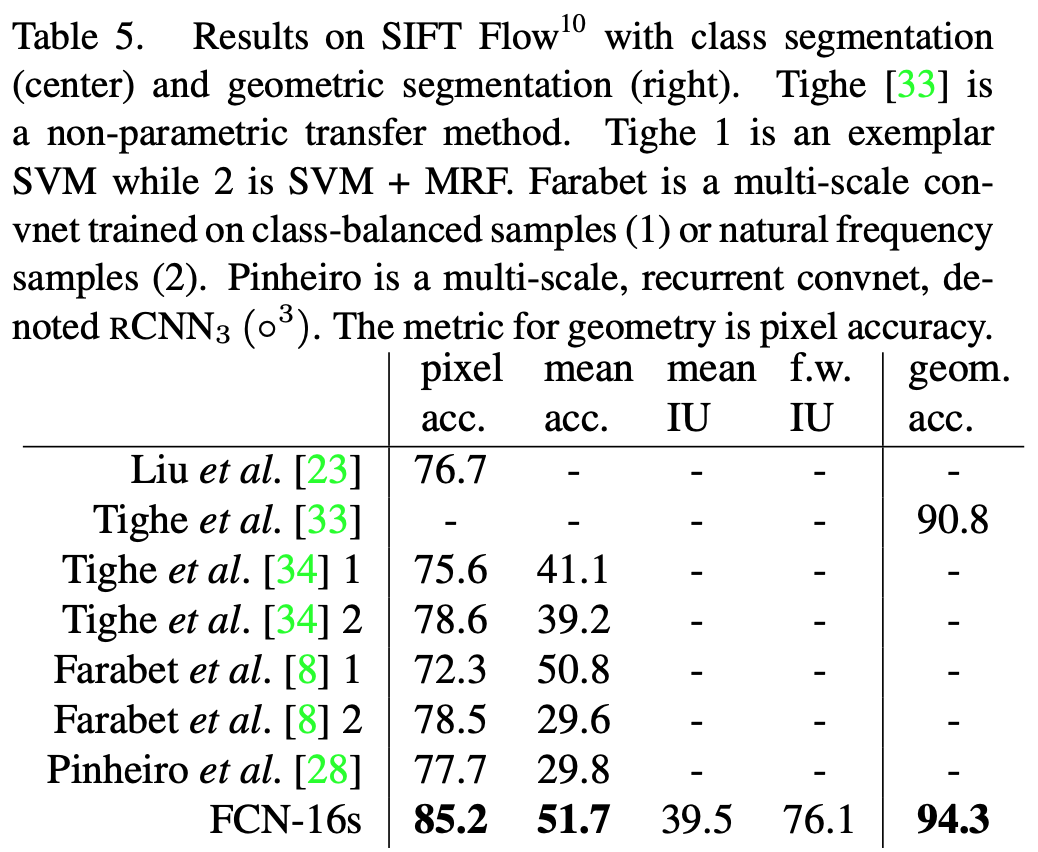 Table 5. Results on SIFT Flow¹⁰ with class segmentation
(center) and geometric segmentation (right). Tighe [33] is
a non-parametric transfer method. Tighe 1 is an exemplar
SVM while 2 is SVM + MRF. Farabet is a multi-scale con-
vnet trained on class-balanced samples (1) or natural frequency
samples (2). Pinheiro is a multi-scale, recurrent convnet, de-
noted RCNN₃ (∘³). The metric for geometry is pixel accuracy.
pixel mean mean f.w. geom.
acc. acc. IU IU acc.
Liu et al. [23] 76.7 - - - -
Tighe et al. [33] - - - - 90.8
Tighe et al. [34] 1 75.6 41.1 - - -
Tighe et al. [34] 2 78.6 39.2 - - -
Farabet et al. [8] 1 72.3 50.8 - - -
Farabet et al. [8] 2 78.5 29.6 - - -
Pinheiro et al. [28] 77.7 29.8 - - -
FCN-16s 85.2 51.7 39.5 76.1 94.3